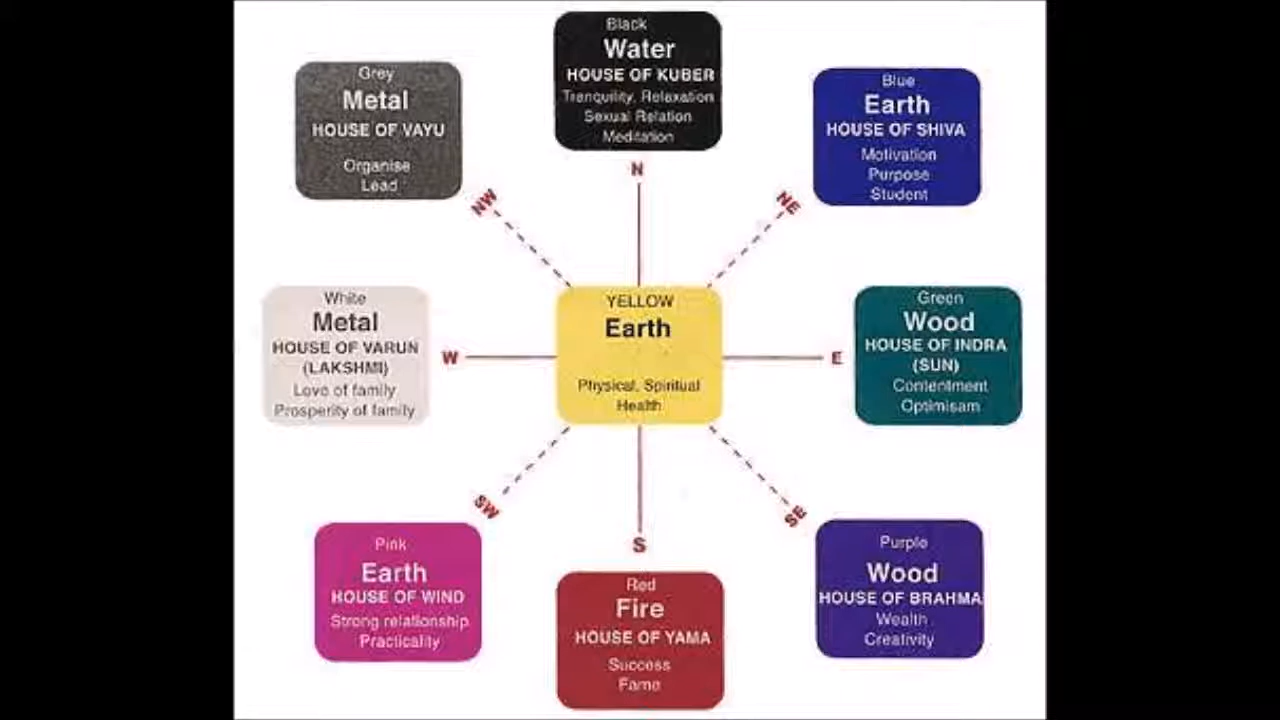 Black
Water
HOUSE OF KUBER
Tranquility, Relaxation
Sexual Relation
Meditation
Grey
Metal
HOUSE OF VAYU
Organise
Lead
Blue
Earth
HOUSE OF SHIVA
Motivation
Purpose
Student
N
NW
NE
White
Metal
HOUSE OF VARUN
(LAKSHMI)
Love of family
Prosperity of family
W
YELLOW
Earth
Physical, Spiritual
Health
E
Green
Wood
HOUSE OF INDRA
(SUN)
Contentment
Optimisam
SW
S
SE
Pink
Earth
HOUSE OF WIND
Strong relationship
Practicality
Red
Fire
HOUSE OF YAMA
Success
Fame
Purple
Wood
HOUSE OF BRAHMA
Wealth
Creativity